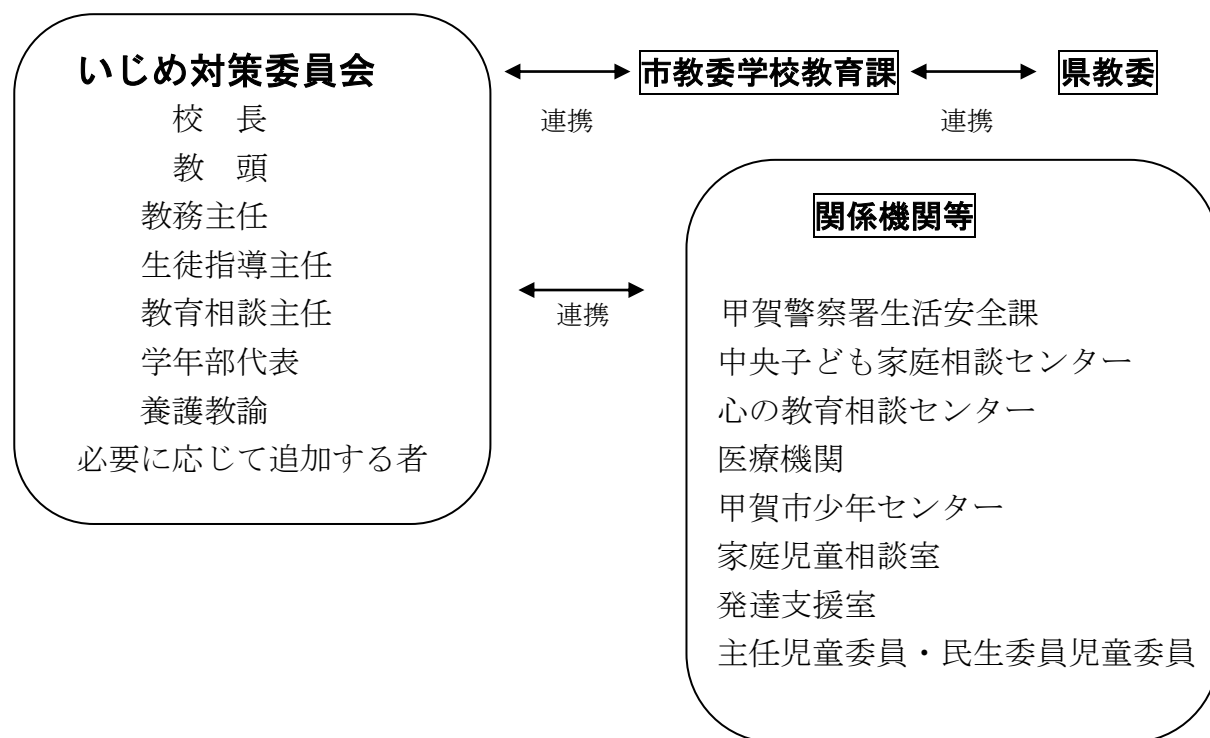 いじめ対策委員会
校　長
教　頭
教務主任
生徒指導主任
教育相談主任
学年部代表
養護教諭
必要に応じて追加する者
連携
市教委学校教育課
連携
県教委
連携
関係機関等
甲賀警察署生活安全課
中央子ども家庭相談センター
心の教育相談センター
医療機関
甲賀市少年センター
家庭児童相談室
発達支援室
主任児童委員・民生委員児童委員